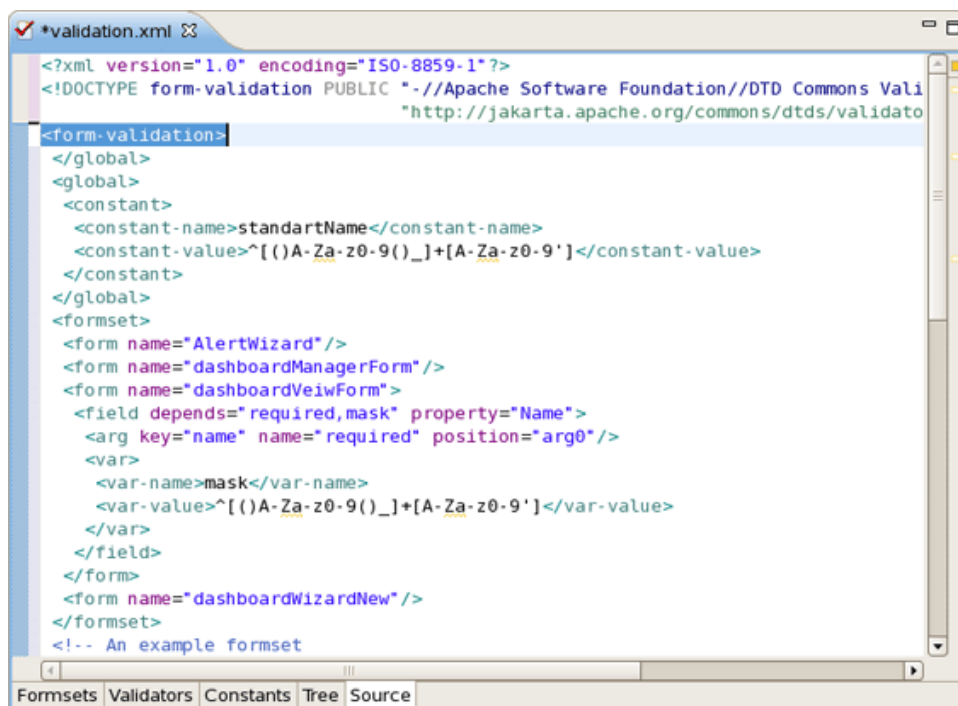 *validation.xml
<?xml version="1.0" encoding="ISO-8859-1"?>
<!DOCTYPE form-validation PUBLIC "-//Apache Software Foundation//DTD Commons Vali
"http://jakarta.apache.org/commons/dtds/validato
<form-validation>
</global>
<global>
<constant>
<constant-name>standartName</constant-name>
<constant-value>^[()A-Za-z0-9()_]+[A-Za-z0-9']</constant-value>
</constant>
</global>
<formset>
<form name="AlertWizard"/>
<form name="dashboardManagerForm"/>
<form name="dashboardVeiwForm">
<field depends="required,mask" property="Name">
<arg key="name" name="required" position="arg0"/>
<var>
<var-name>mask</var-name>
<var-value>^[()A-Za-z0-9()_]+[A-Za-z0-9']</var-value>
</var>
</field>
</form>
<form name="dashboardWizardNew"/>
</formset>
<!-- An example formset
Formsets Validators Constants Tree Source